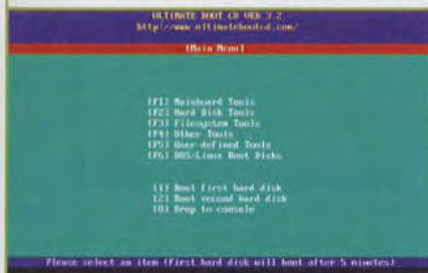 ULTIMATE BOOT CD VER 3.2
http://www.ultimatebootcd.com/
[Main Menu]
[F1] Mainboard Tools
[F2] Hard Disk Tools
[F3] Filesystem Tools
[F4] Other Tools
[F5] User-defined Tools
[F6] DOS/Linux Boot Disks
[1] Boot first hard disk
[2] Boot second hard disk
[0] Drop to console
Please select an item (First hard disk will boot after 5 minutes)